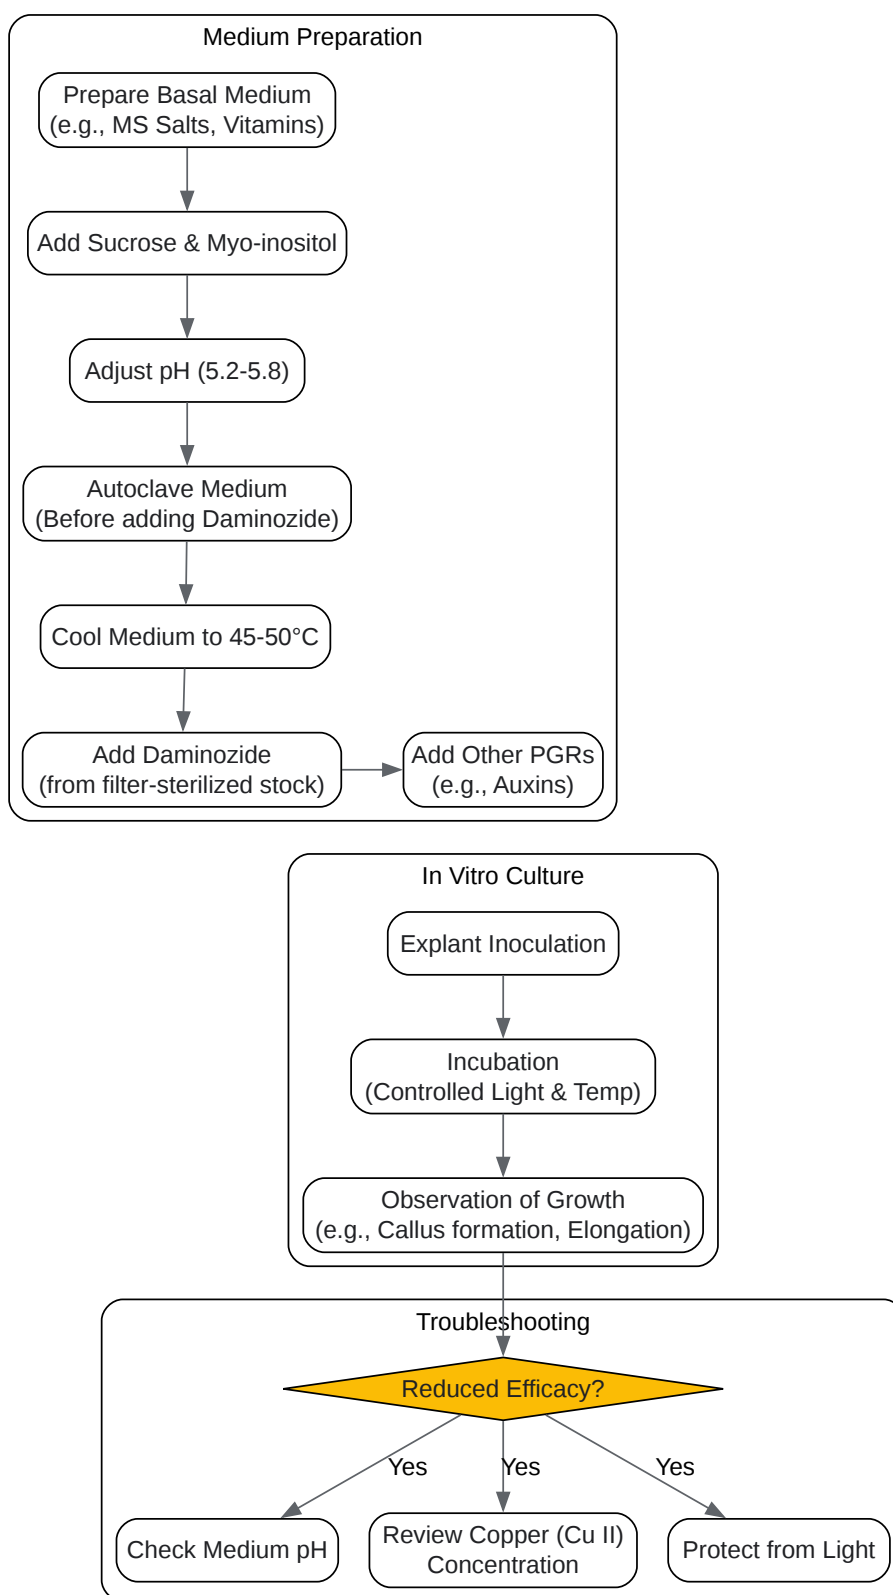 Medium Preparation
Prepare Basal Medium
(e.g., MS Salts, Vitamins)
Add Sucrose & Myo-inositol
Adjust pH (5.2-5.8)
Autoclave Medium
(Before adding Daminozide)
Cool Medium to 45-50°C
Add Daminozide
(from filter-sterilized stock)
Add Other PGRs
(e.g., Auxins)
In Vitro Culture
Explant Inoculation
Incubation
(Controlled Light & Temp)
Observation of Growth
(e.g., Callus formation, Elongation)
Troubleshooting
Reduced Efficacy?
Yes
Yes
Yes
Check Medium pH
Review Copper (Cu II)
Concentration
Protect from Light